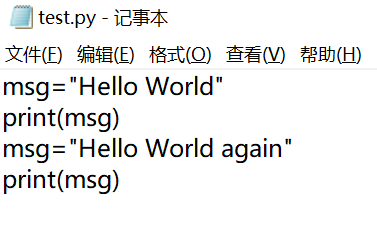 test.py - 记事本
文件(F) 编辑(E) 格式(O) 查看(V) 帮助(H)
msg="Hello World"
print(msg)
msg="Hello World again"
print(msg)